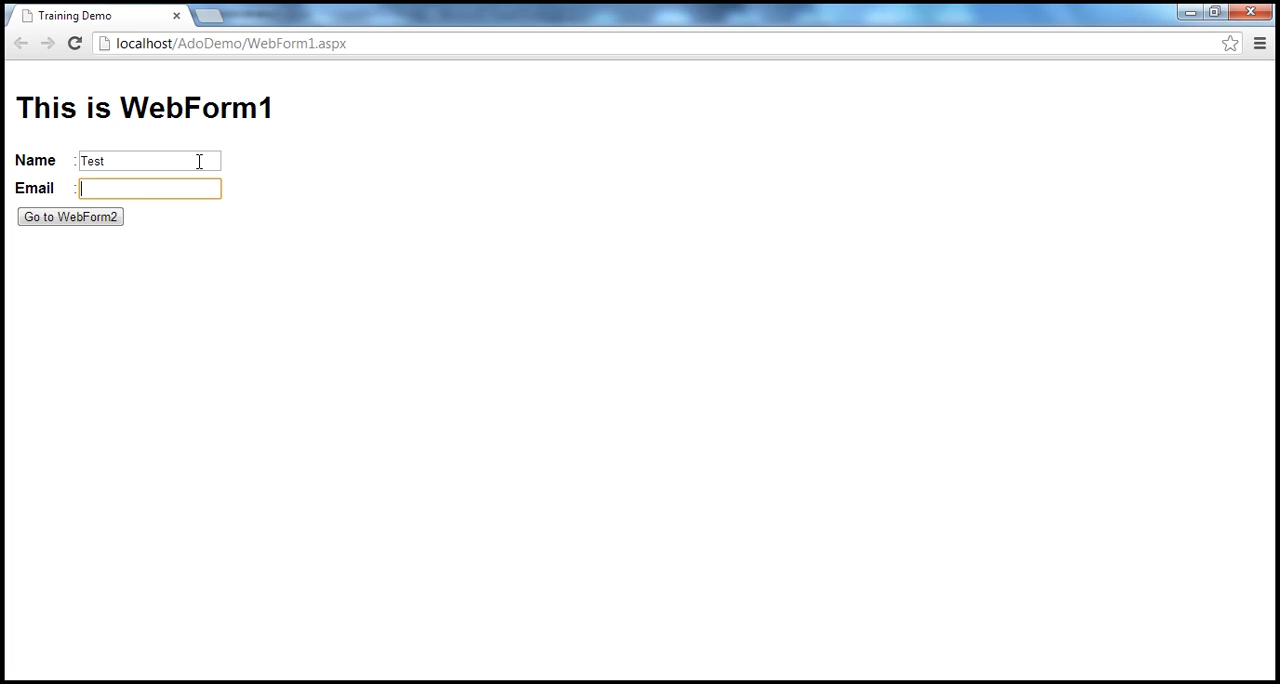 Training Demo
localhost/AdoDemo/WebForm1.aspx
This is WebForm1
Name : Test
Email :
Go to WebForm2